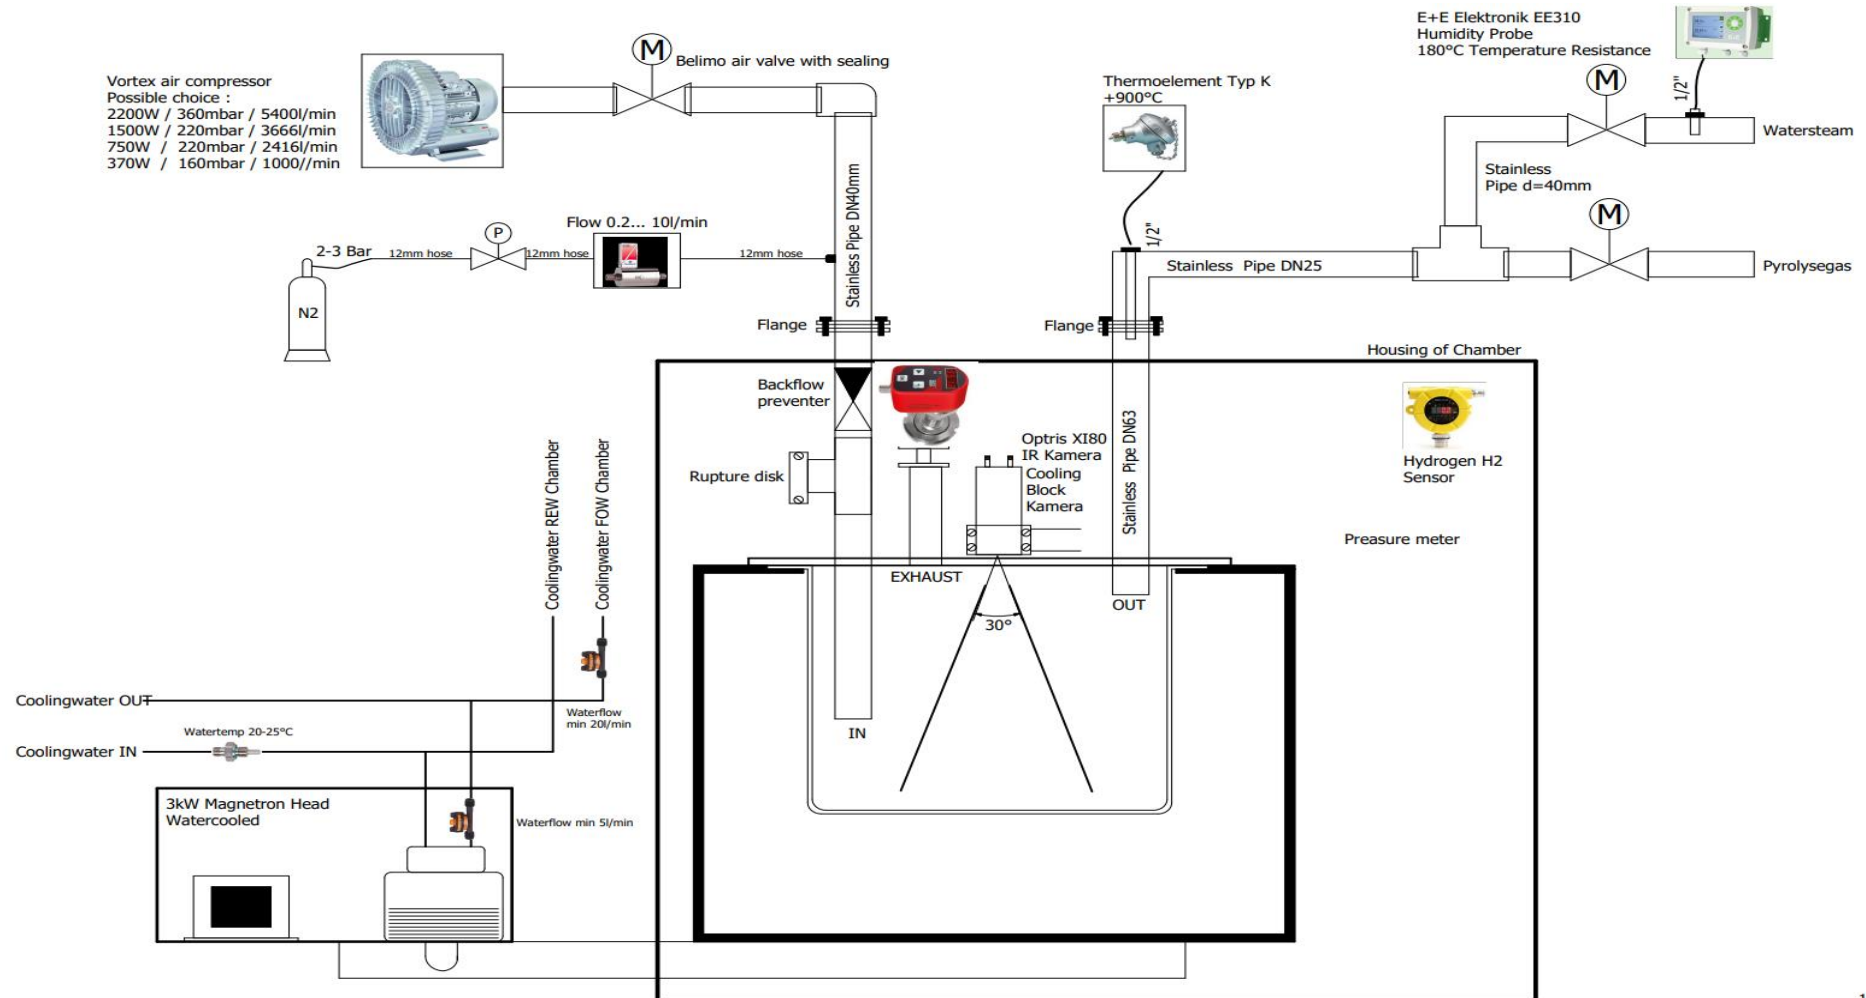 Vortex air compressor
Possible choice :
2200W / 360mbar / 5400l/min
1500W / 220mbar / 3666l/min
750W / 220mbar / 2416l/min
370W / 160mbar / 1000//min
M
Belimo air valve with sealing
Stainless Pipe DN40mm
Thermoelement Typ K
+900°C
1/2"
E+E Elektronik EE310
Humidity Probe
180°C Temperature Resistance
M
1/2"
Watersteam
Stainless
Pipe d=40mm
M
Stainless Pipe DN25
Pyrolysegas
N2
2-3 Bar
12mm hose
P
12mm hose
Flow 0.2... 10l/min
12mm hose
Flange
Flange
Housing of Chamber
Backflow
preventer
Rupture disk
Optris XI80
IR Kamera
Cooling
Block
Kamera
Stainless Pipe DN63
Hydrogen H2
Sensor
Preasure meter
EXHAUST
30°
OUT
IN
Coolingwater REW Chamber
Coolingwater FOW Chamber
Coolingwater OUT
Waterflow
min 20l/min
Watertemp 20-25°C
Coolingwater IN
3kW Magnetron Head
Watercooled
Waterflow min 5l/min